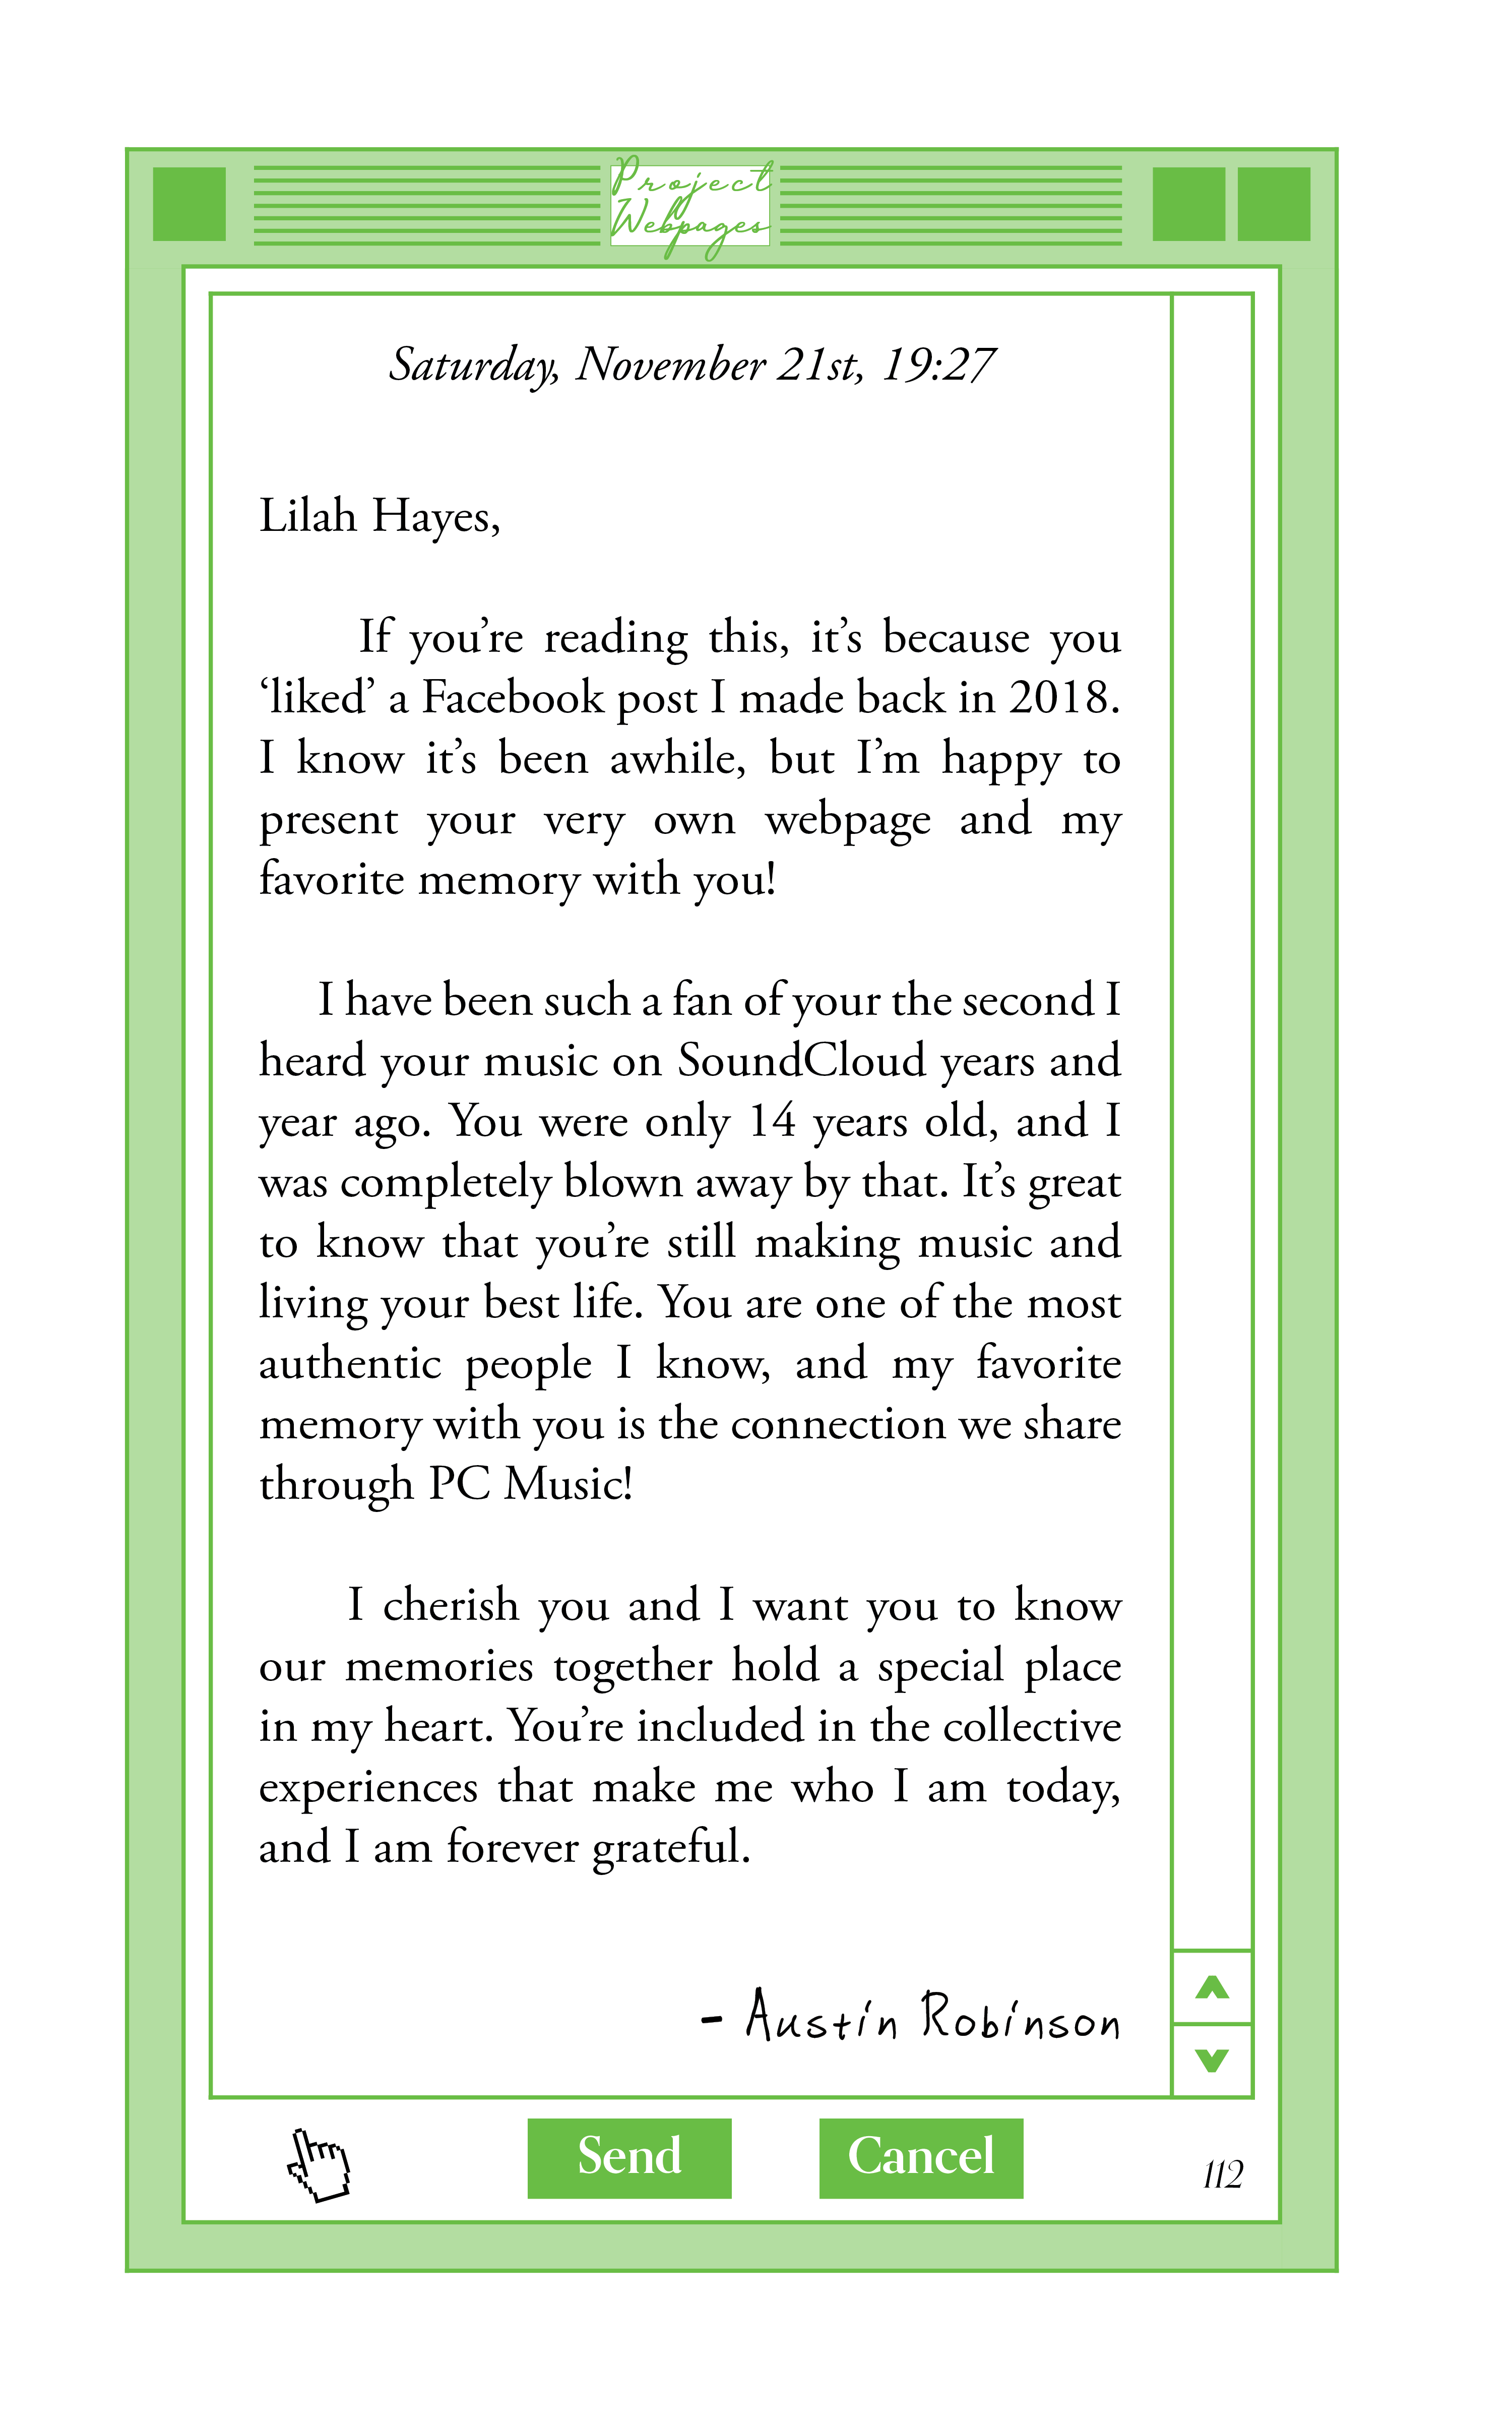 Project
Webpages
Saturday, November 21st, 19:27
Lilah Hayes,
If you’re reading this, it’s because you
‘liked’ a Facebook post I made back in 2018.
I know it’s been awhile, but I’m happy to
present your very own webpage and my
favorite memory with you!
I have been such a fan of your the second I
heard your music on SoundCloud years and
year ago. You were only 14 years old, and I
was completely blown away by that. It’s great
to know that you’re still making music and
living your best life. You are one of the most
authentic people I know, and my favorite
memory with you is the connection we share
through PC Music!
I cherish you and I want you to know
our memories together hold a special place
in my heart. You’re included in the collective
experiences that make me who I am today,
and I am forever grateful.
- Austin Robinson
Send Cancel
112